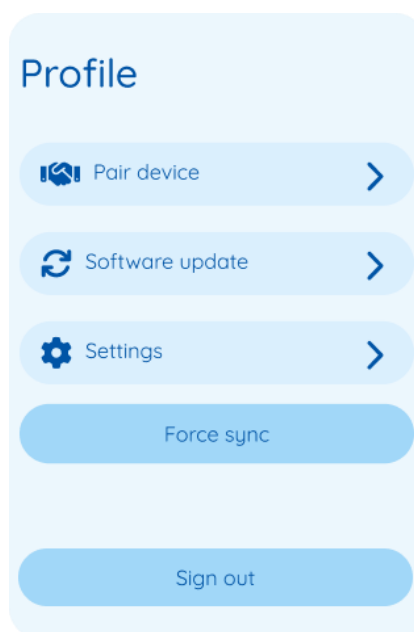 Profile
Pair device
Software update
Settings
Force sync
Sign out